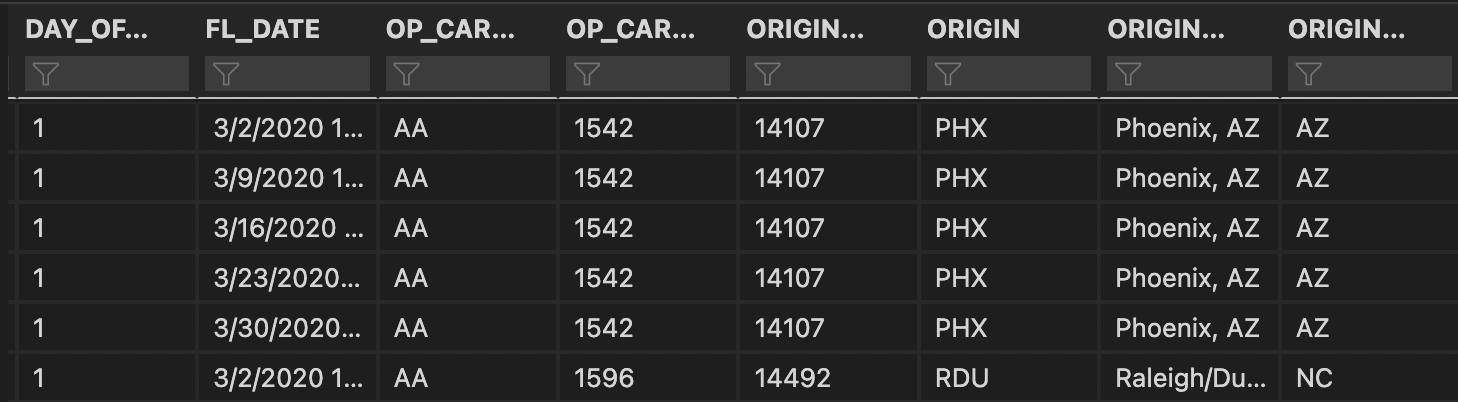 DAY_OF... FL_DATE OP_CAR... OP_CAR... ORIGIN... ORIGIN ORIGIN... ORIGIN...
1 3/2/2020 1... AA 1542 14107 PHX Phoenix, AZ AZ
1 3/9/2020 1... AA 1542 14107 PHX Phoenix, AZ AZ
1 3/16/2020 ... AA 1542 14107 PHX Phoenix, AZ AZ
1 3/23/2020... AA 1542 14107 PHX Phoenix, AZ AZ
1 3/30/2020... AA 1542 14107 PHX Phoenix, AZ AZ
1 3/2/2020 1... AA 1596 14492 RDU Raleigh/Du... NC